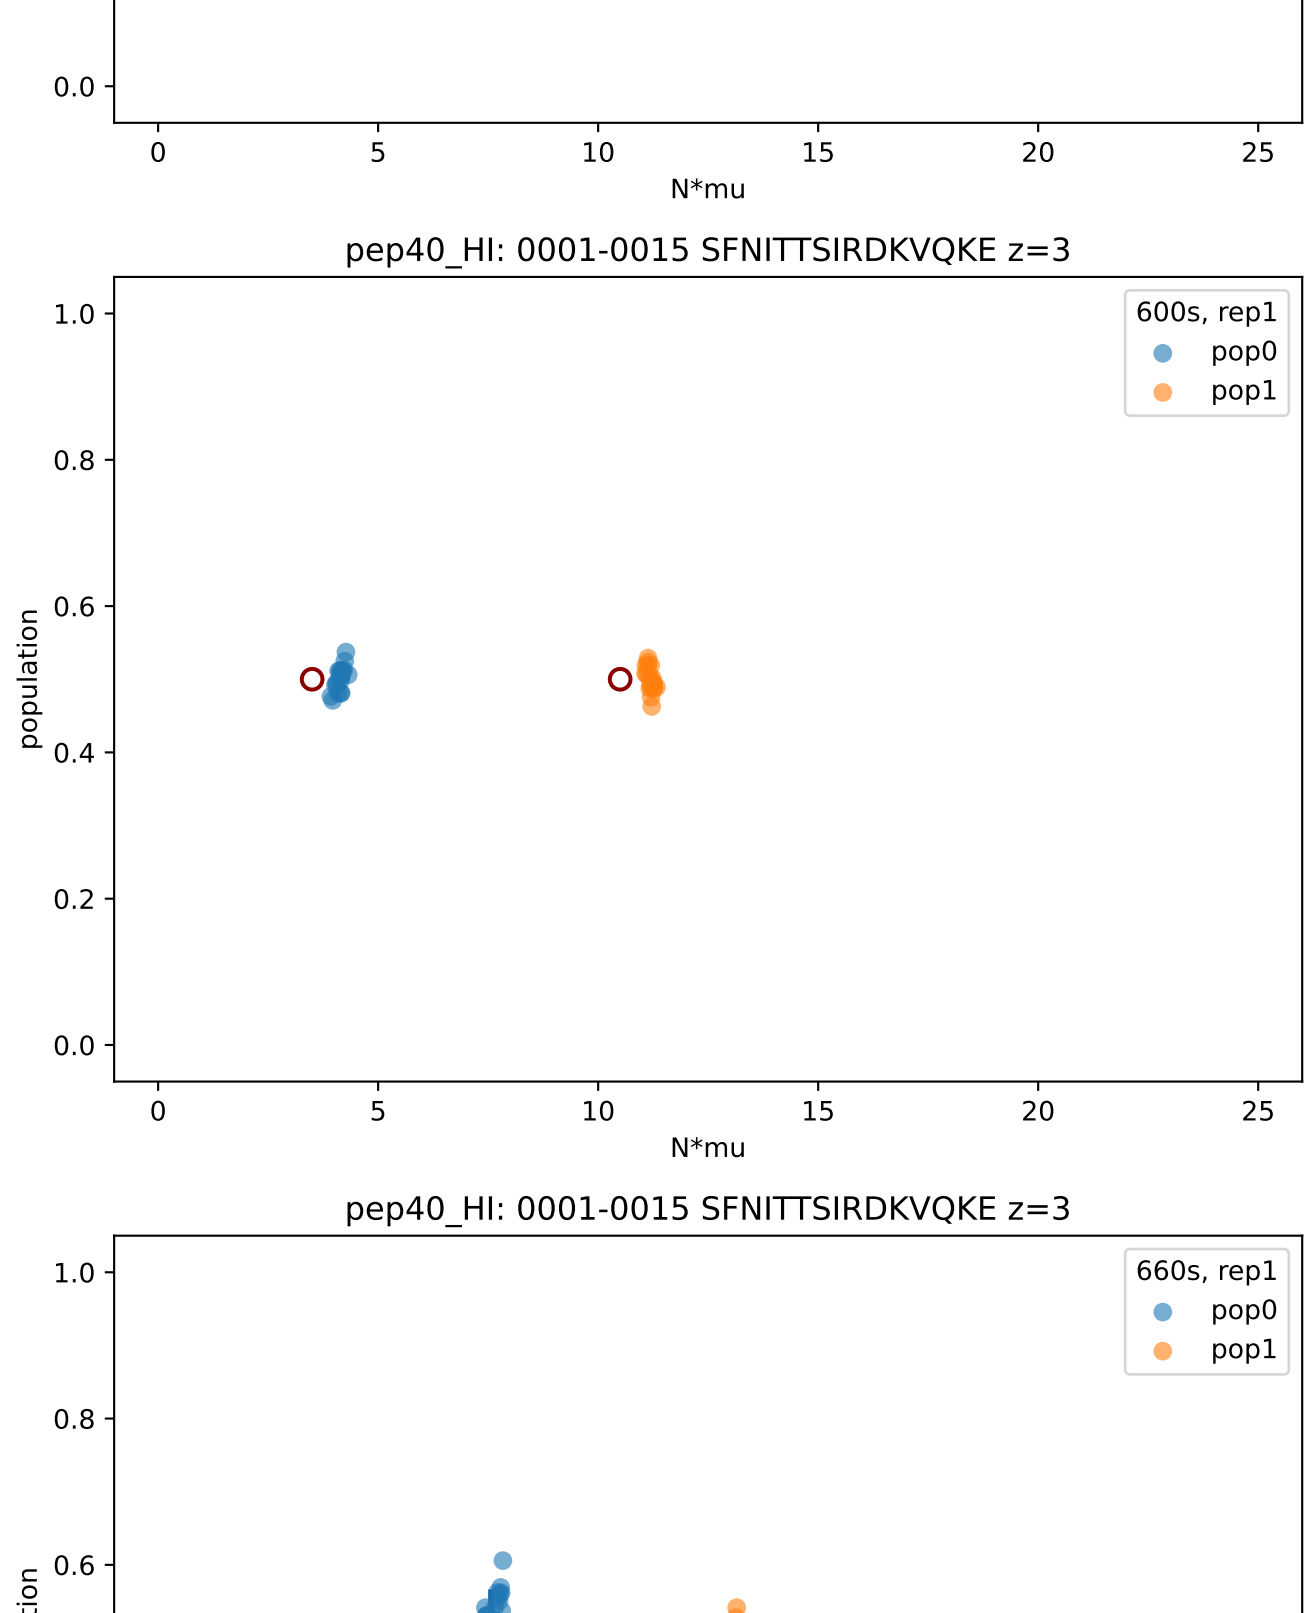 0.0
0 5 10 15 20 25
N*mu
pep40_HI: 0001-0015 SFNITTSIRDKVQKE z=3
1.0
600s, rep1
pop0
pop1
0.8
0.6
population
0.4
0.2
0.0
0 5 10 15 20 25
N*mu
pep40_HI: 0001-0015 SFNITTSIRDKVQKE z=3
1.0
660s, rep1
pop0
pop1
0.8
0.6
tion